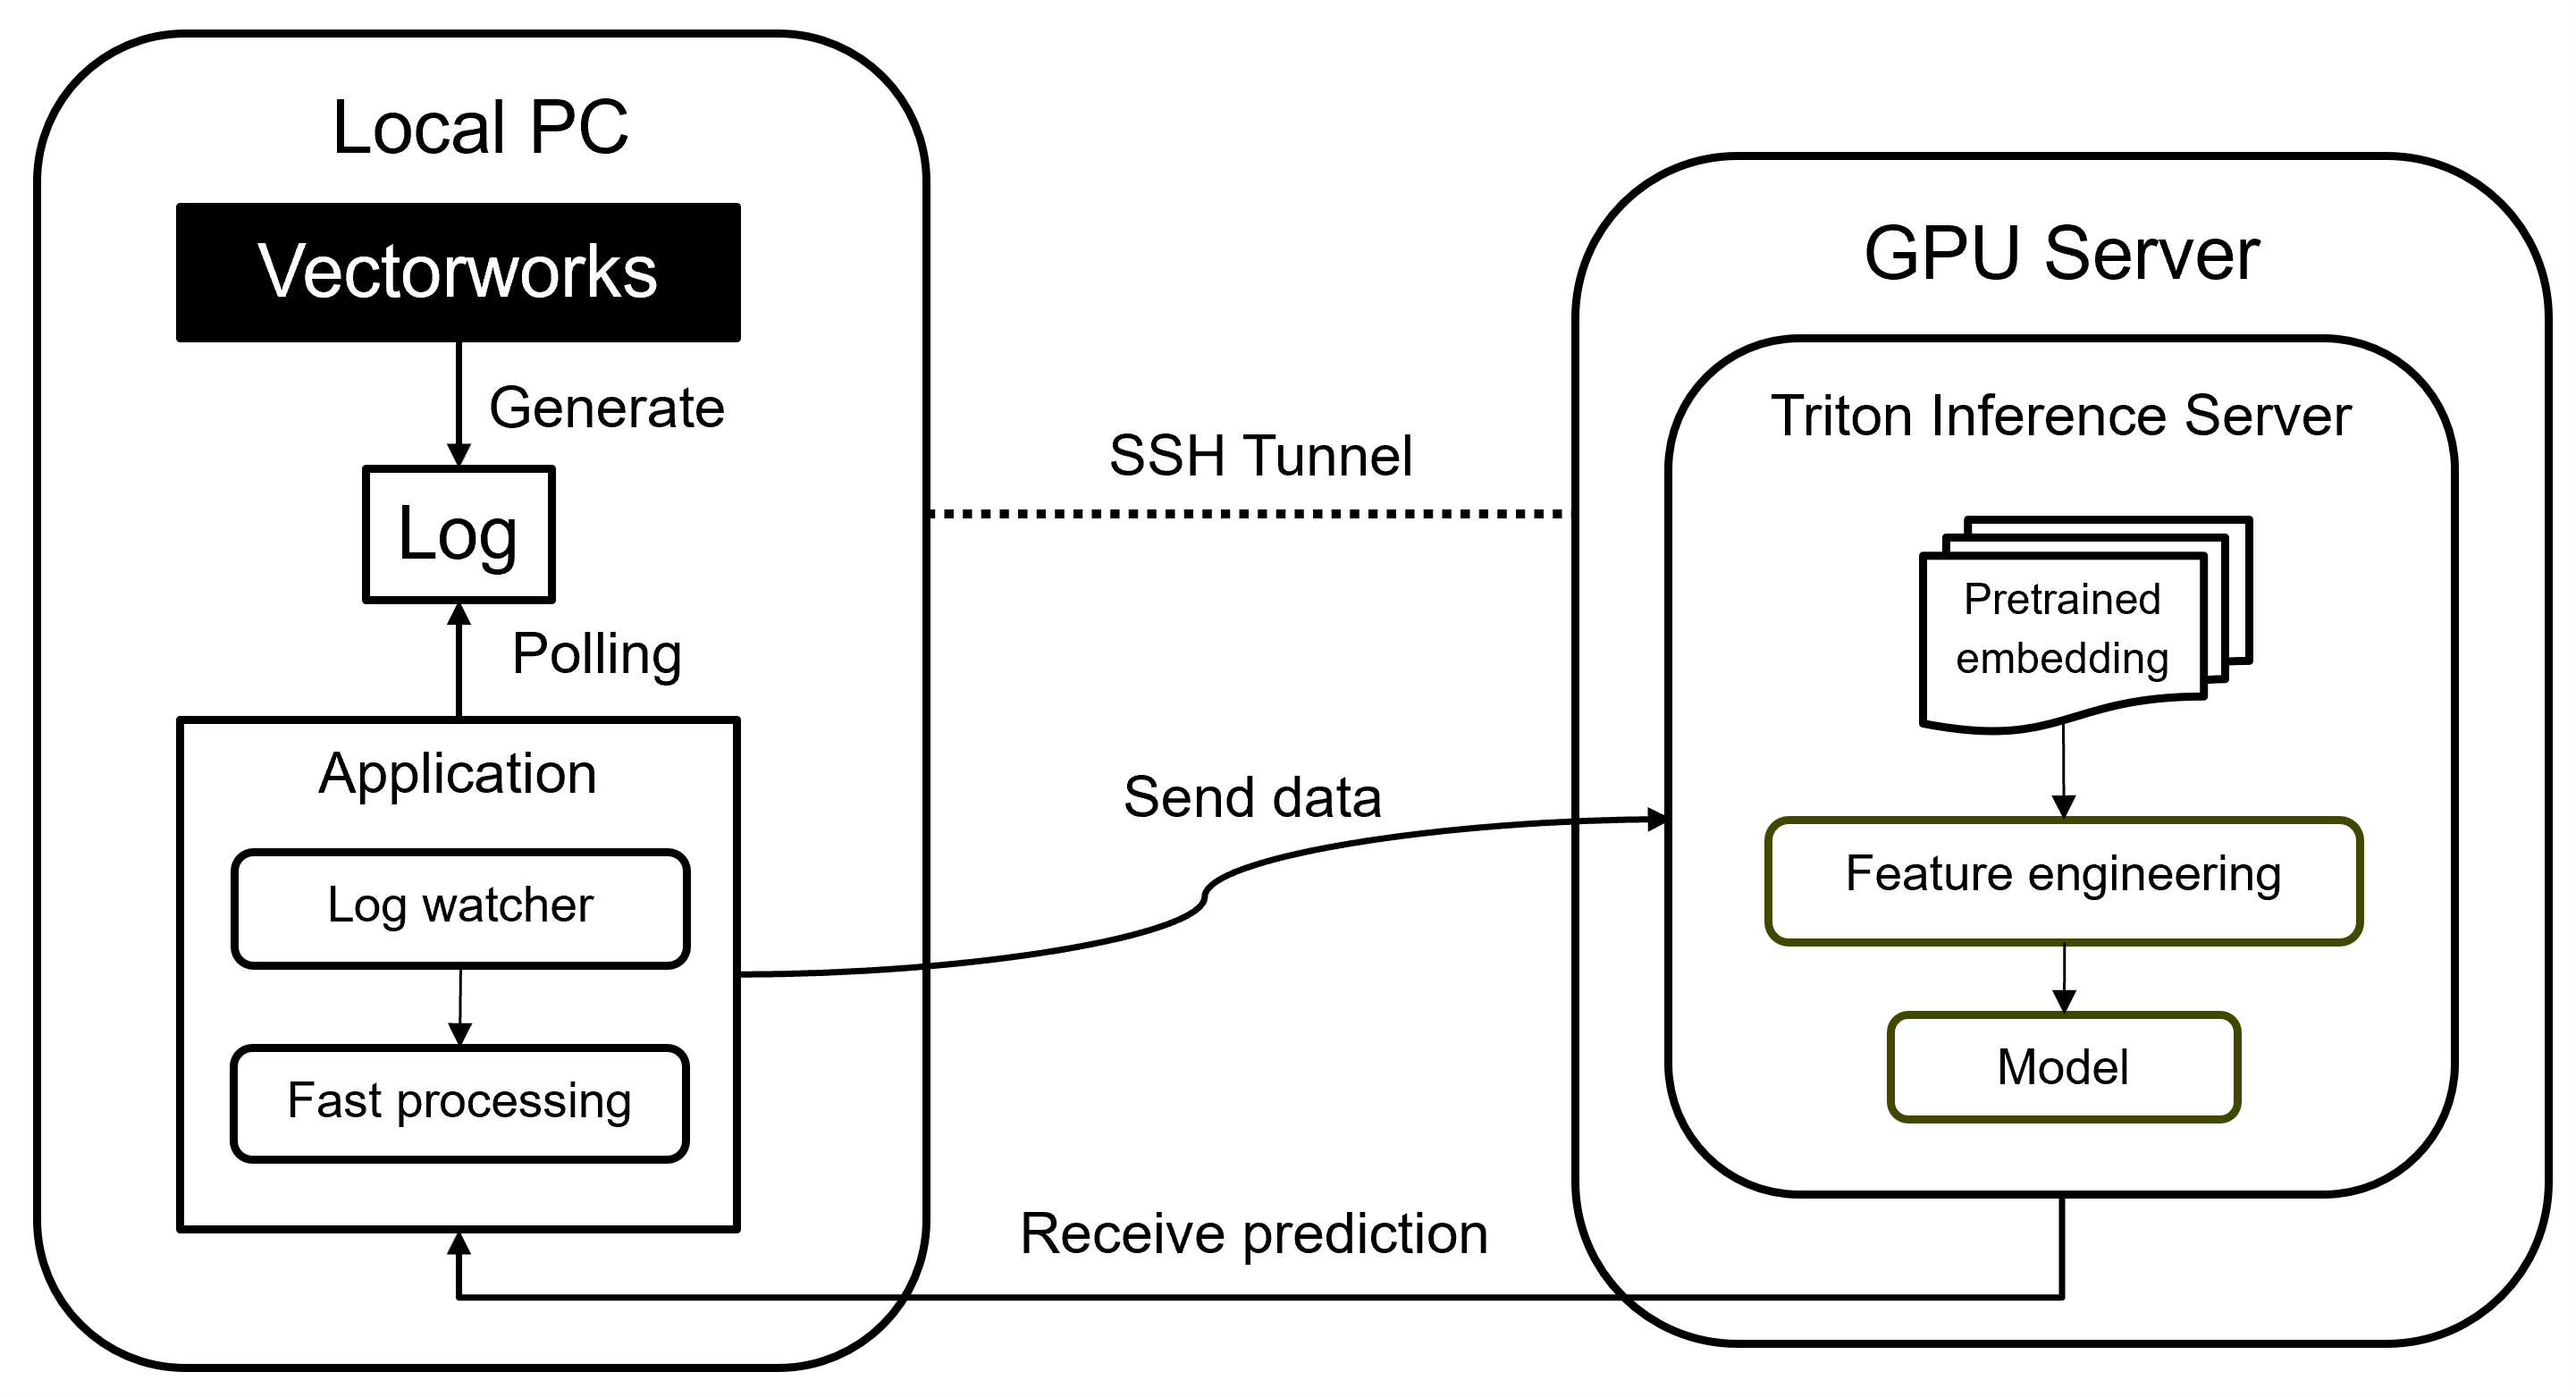 Local PC
Vectorworks
Generate
Log
Polling
Application
Log watcher
Fast processing
SSH Tunnel
Send data
Receive prediction
GPU Server
Triton Inference Server
Pretrained
embedding
Feature engineering
Model